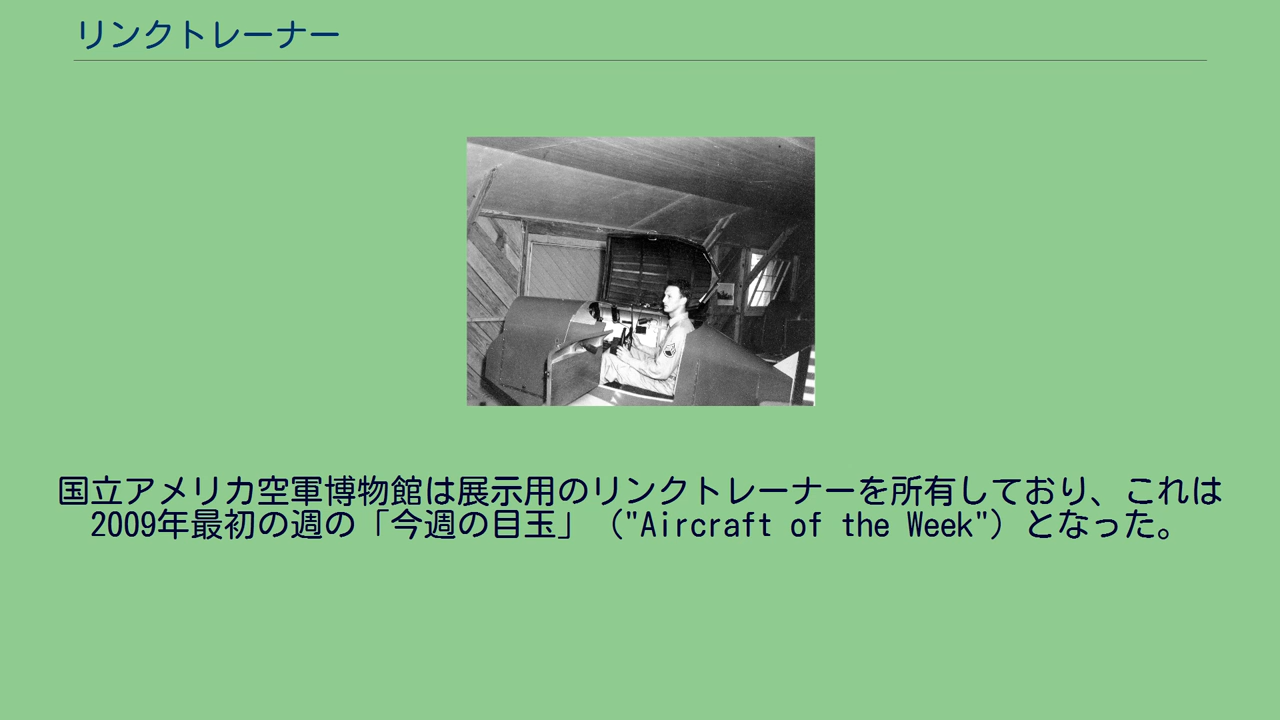 リンクトレーナー
国立アメリカ空軍博物館は展示用のリンクトレーナーを所有しており、これは
2009年最初の週の「今週の目玉」（"Aircraft of the Week"）となった。